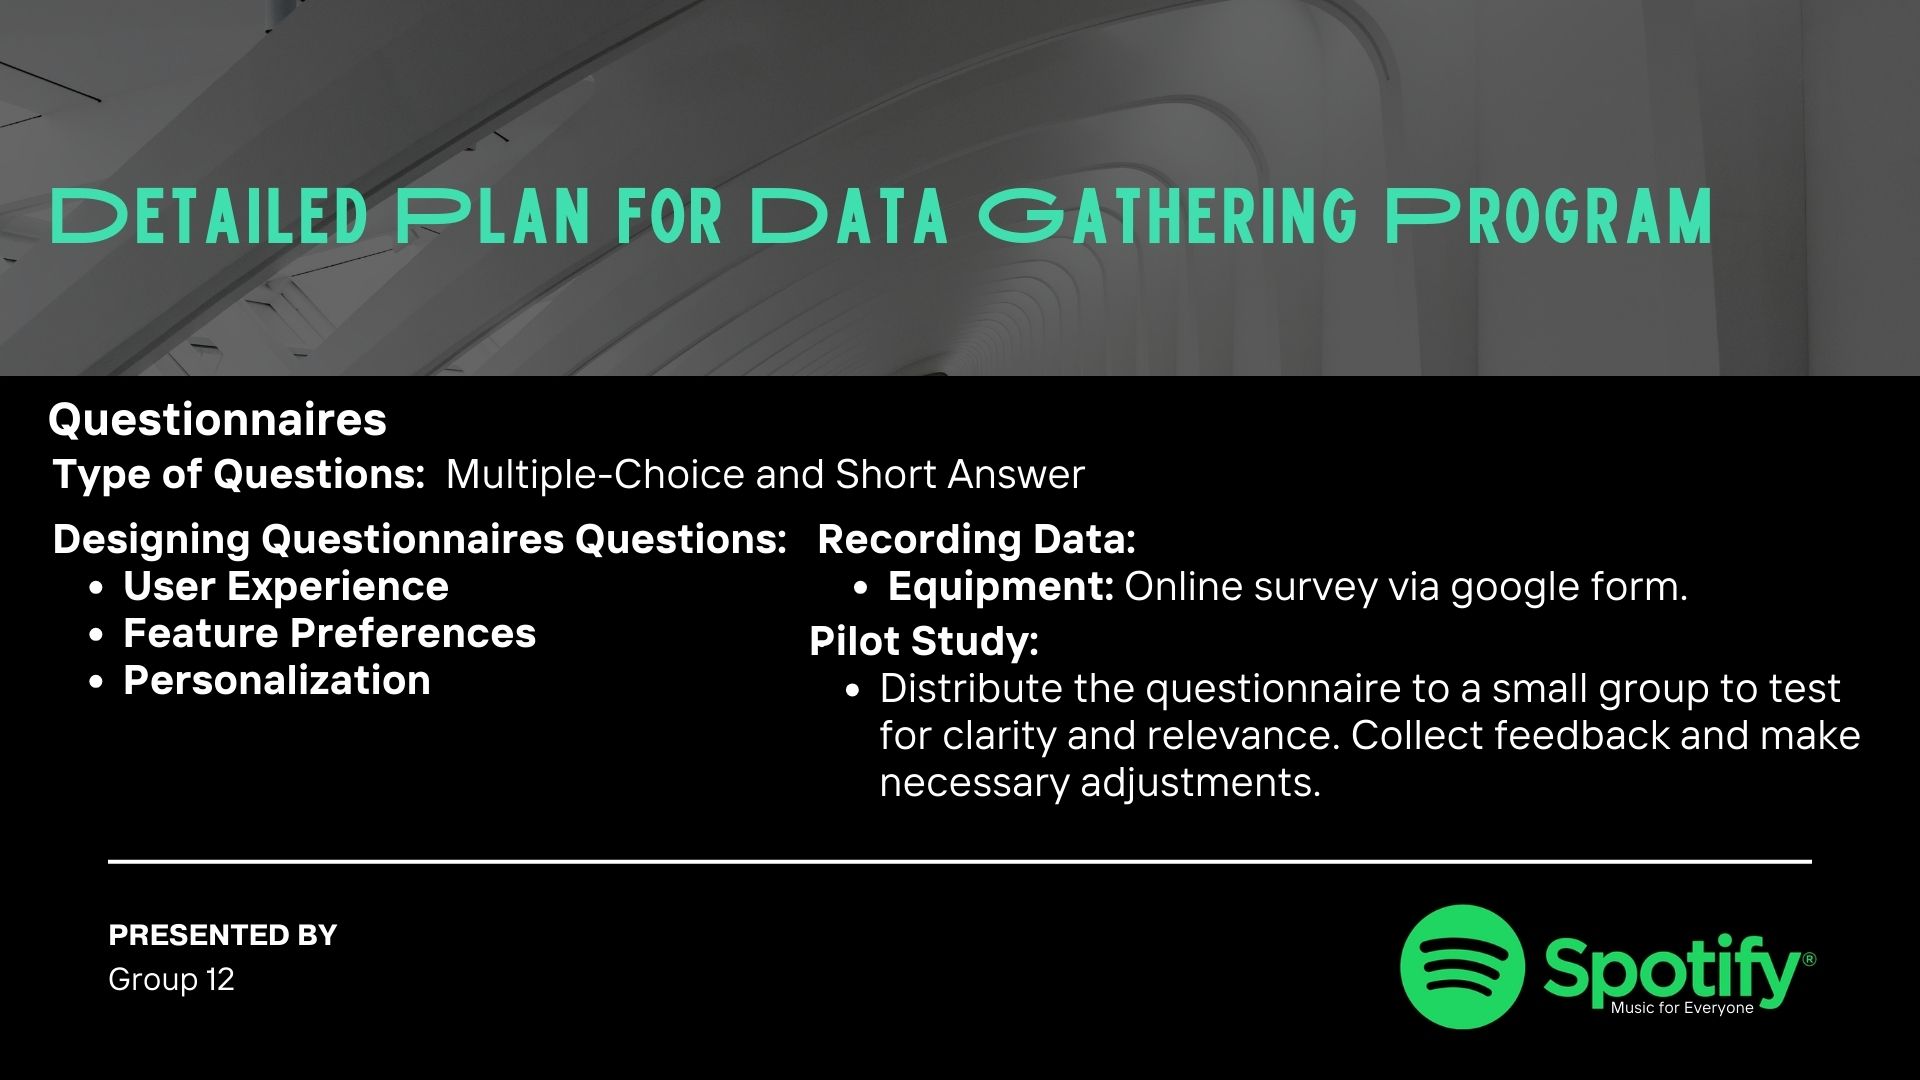 Detailed Plan for Data Gathering Program
Questionnaires
Type of Questions: Multiple-Choice and Short Answer
Designing Questionnaires Questions:
• User Experience
• Feature Preferences
• Personalization
Recording Data:
• Equipment: Online survey via google form.
Pilot Study:
• Distribute the questionnaire to a small group to test
for clarity and relevance. Collect feedback and make
necessary adjustments.
PRESENTED BY
Group 12
Spotify®
Music for Everyone